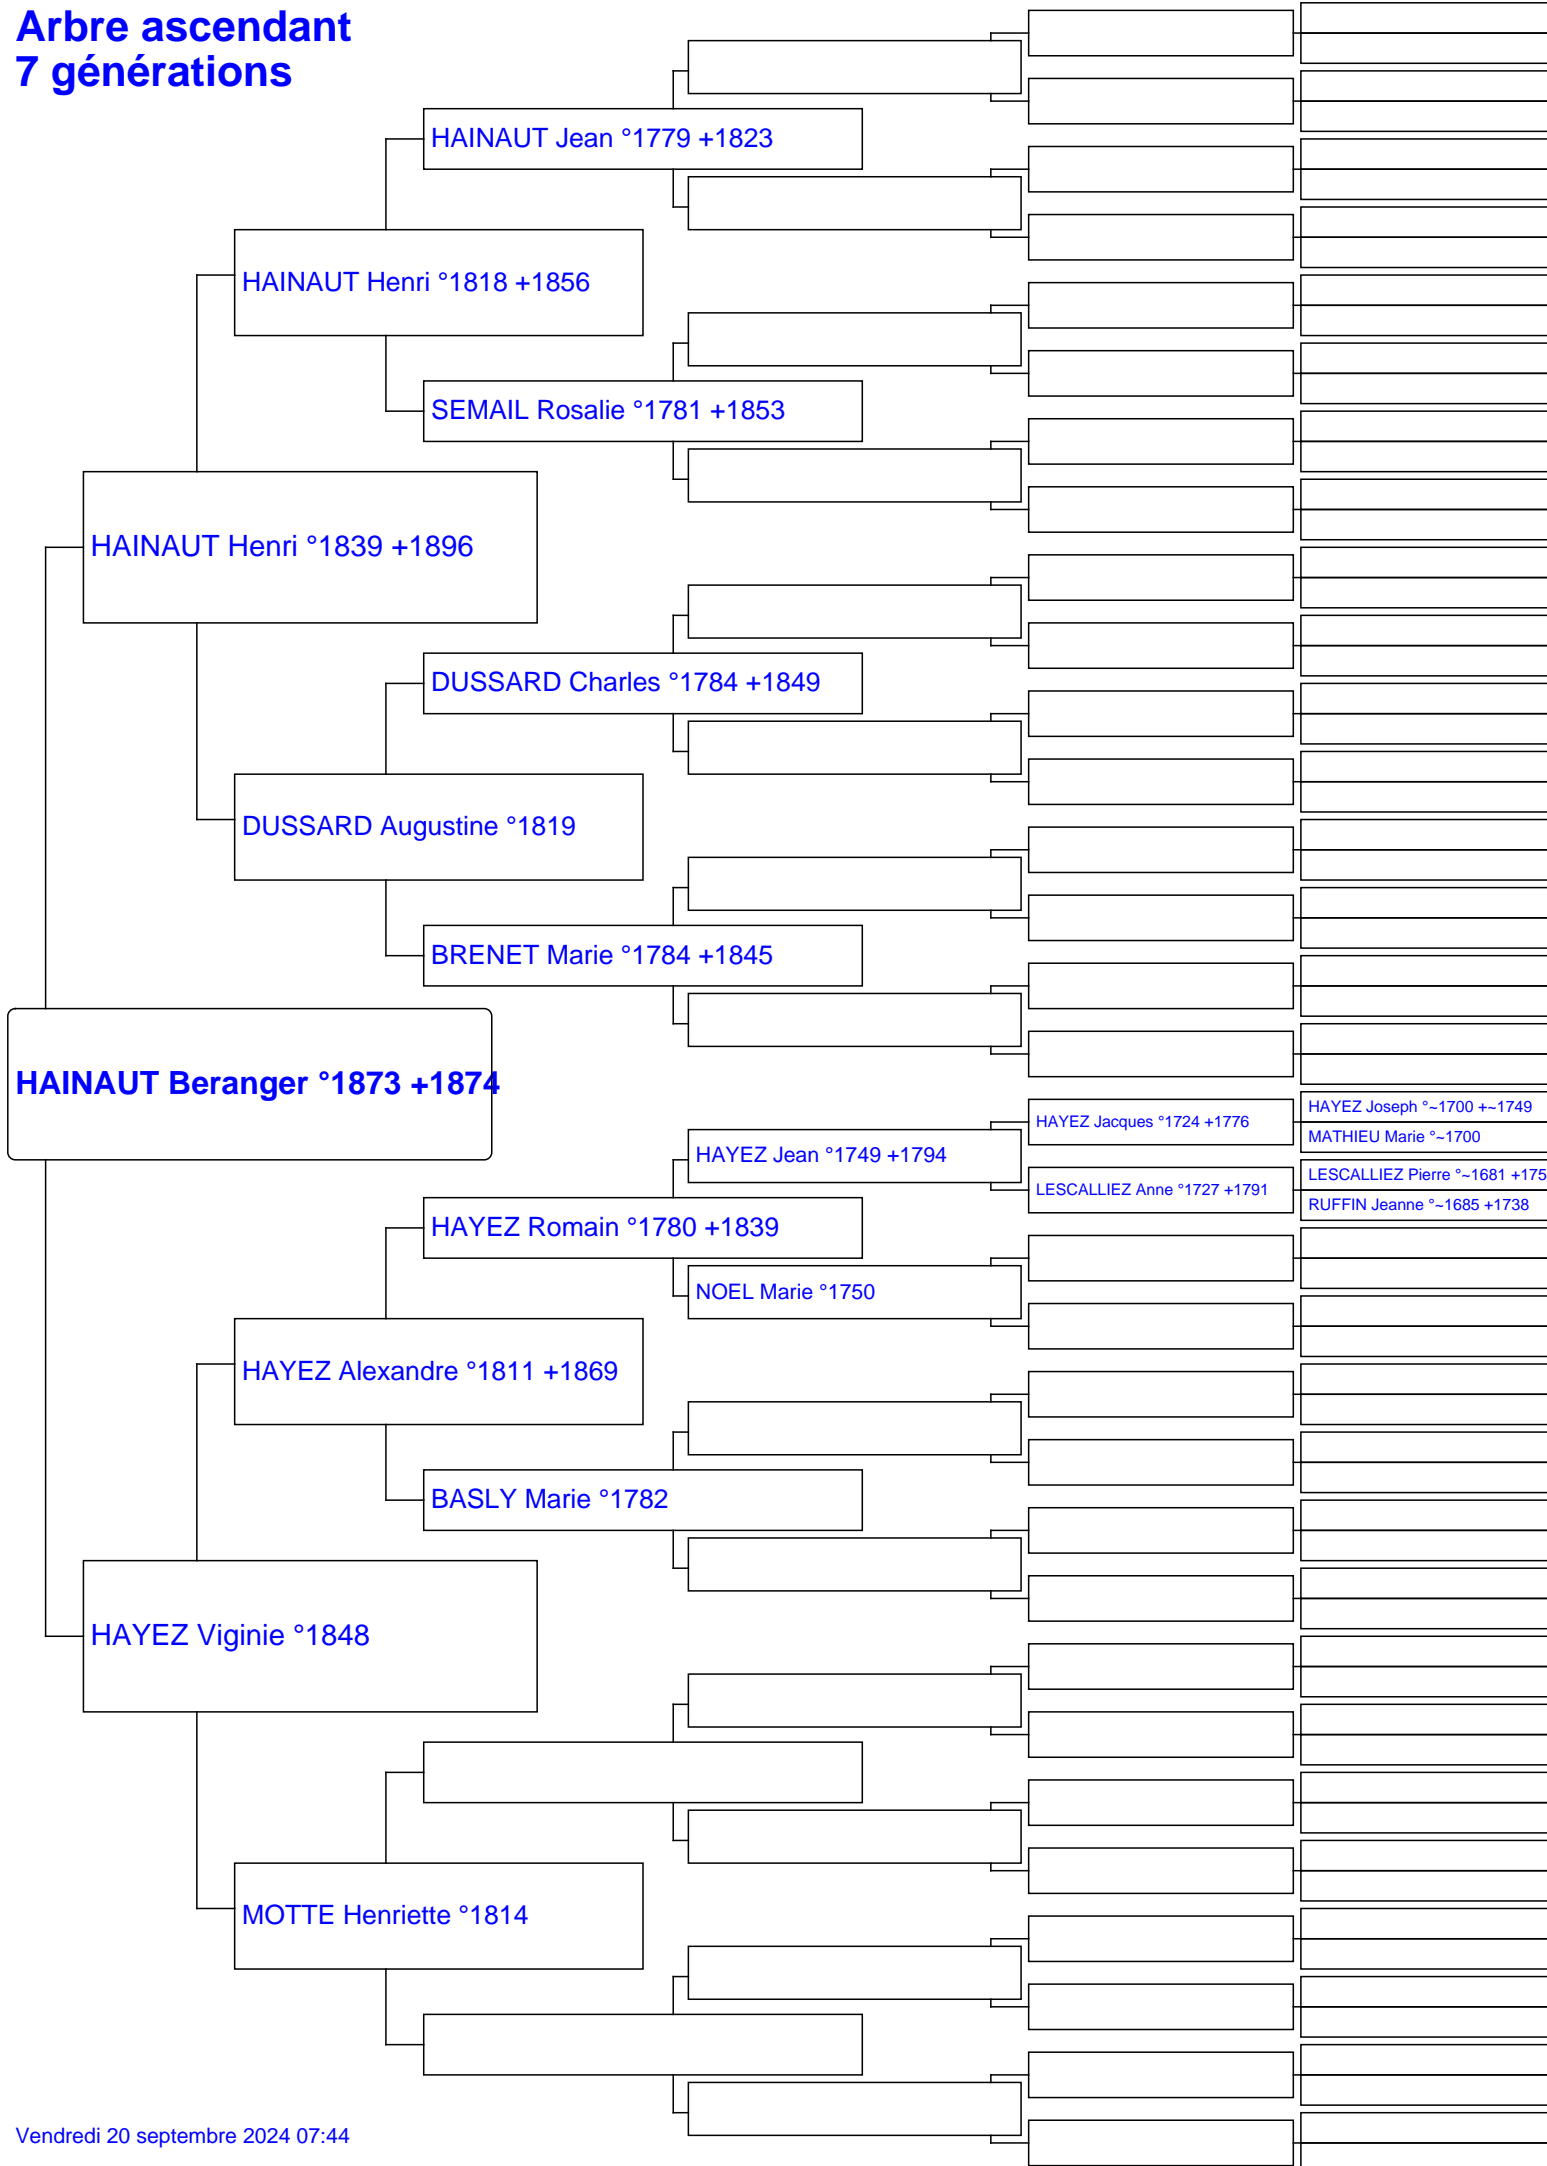 Arbre ascendant
7 générations
HAINAUT Jean °1779 +1823
HAINAUT Henri °1818 +1856
SEMAIL Rosalie °1781 +1853
HAINAUT Henri °1839 +1896
DUSSARD Charles °1784 +1849
DUSSARD Augustine °1819
BRENET Marie °1784 +1845
HAINAUT Beranger °1873 +1874
HAYEZ Joseph °~1700 +~1749
HAYEZ Jacques °1724 +1776
MATHIEU Marie °~1700
HAYEZ Jean °1749 +1794
LESCALLIEZ Pierre °~1681 +175
LESCALLIEZ Anne °1727 +1791
RUFFIN Jeanne °~1685 +1738
HAYEZ Romain °1780 +1839
NOEL Marie °1750
HAYEZ Alexandre °1811 +1869
BASLY Marie °1782
HAYEZ Viginie °1848
MOTTE Henriette °1814
Vendredi 20 septembre 2024 07:44